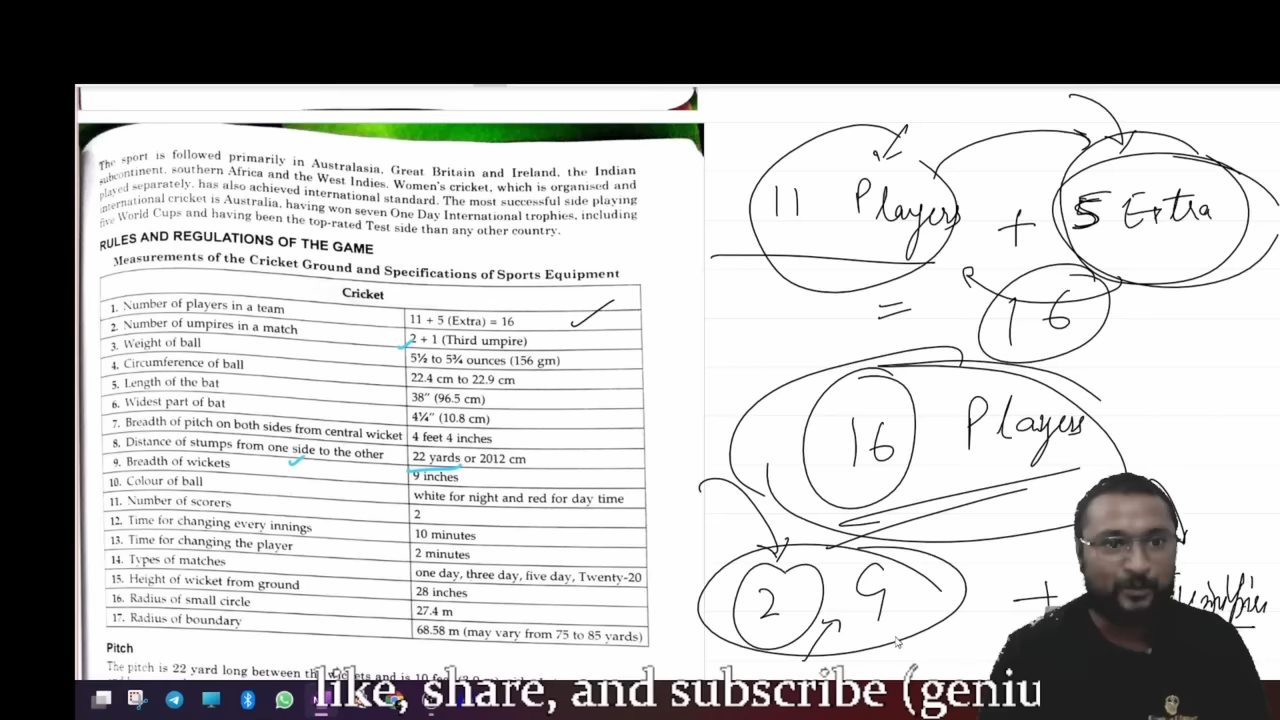 The sport is followed primarily in Australasia, Great Britain and Ireland, the Indian
subcontinent, southern Africa and the West Indies. Women's cricket, which is organised and
played separately, has also achieved international standard. The most successful side playing
international cricket is Australia, having won seven One Day International trophies, including
five World Cups and having been the top-rated Test side than any other country.
RULES AND REGULATIONS OF THE GAME
Measurements of the Cricket Ground and Specifications of Sports Equipment
Cricket
1. Number of players in a team 11 + 5 (Extra) = 16
2. Number of umpires in a match 2 + 1 (Third umpire)
3. Weight of ball 5½ to 5¾ ounces (156 gm)
4. Circumference of ball 22.4 cm to 22.9 cm
5. Length of the bat 38" (96.5 cm)
6. Widest part of bat 4¼" (10.8 cm)
7. Breadth of pitch on both sides from central wicket 4 feet 4 inches
8. Distance of stumps from one side to the other 22 yards or 2012 cm
9. Breadth of wickets 9 inches
10. Colour of ball white for night and red for day time
11. Number of scorers 2
12. Time for changing every innings 10 minutes
13. Time for changing the player 2 minutes
14. Types of matches one day, three day, five day, Twenty-20
15. Height of wicket from ground 28 inches
16. Radius of small circle 27.4 m
17. Radius of boundary 68.58 m (may vary from 75 to 85 yards)
Pitch
The pitch is 22 yard long between the
11 Players + 5 Extra
= 16
16 Players
2 +
like, share, and subscribe (geniu